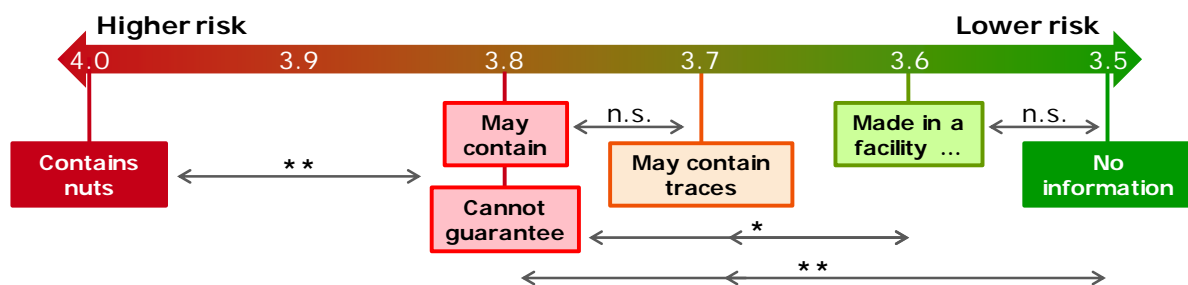 Higher risk
Lower risk
4.0 3.9 3.8 3.7 3.6 3.5
May
contain
n.s.
Made in a
facility ...
n.s.
Contains
nuts
**
May contain
traces
No
information
Cannot
guarantee
*
**